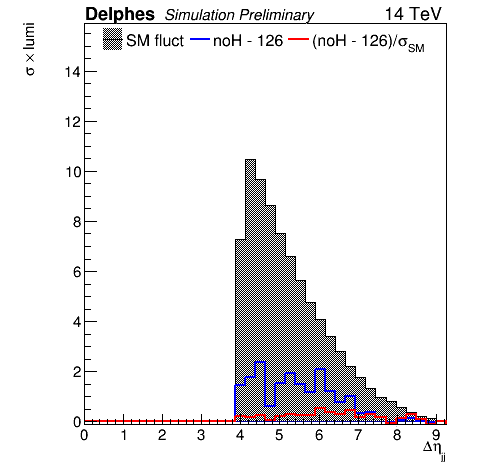 Delphes Simulation Preliminary 14 TeV
σ × lumi
SM fluct noH - 126 (noH - 126)/σSM
14
12
10
8
6
4
2
0
0 1 2 3 4 5 6 7 8 9
Δηjj